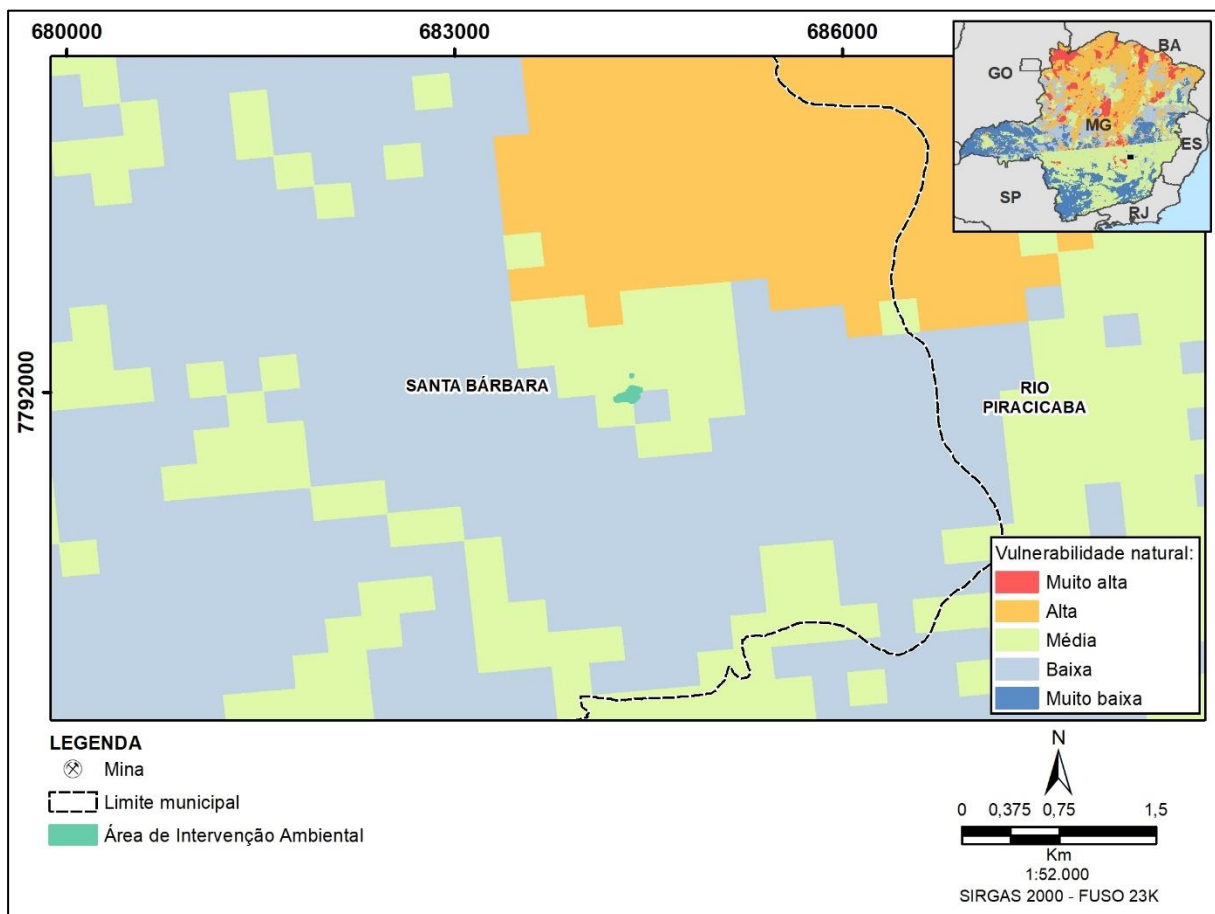 680000
683000
686000
7792000
BA
GO
MG
ES
SP
RJ
SANTA BÁRBARA
RIO
PIRACICABA
Vulnerabilidade natural:
Muito alta
Alta
Média
Baixa
Muito baixa
LEGENDA
Mina
Limite municipal
Área de Intervenção Ambiental
N
0 0,375 0,75 1,5
Km
1:52.000
SIRGAS 2000 - FUSO 23K